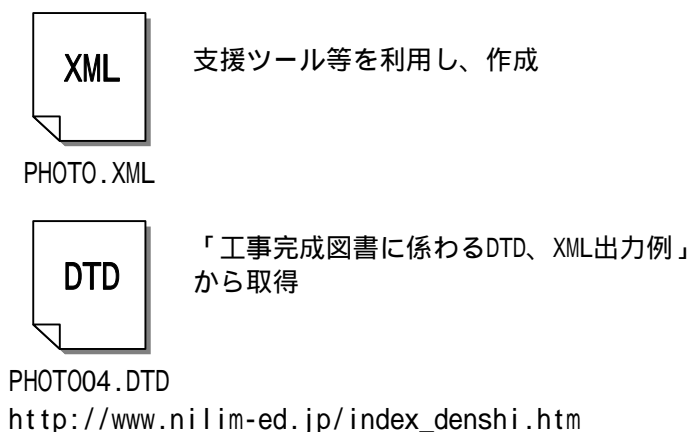 XML
支援ツール等を利用し、作成
PHOTO.XML
DTD
「工事完成図書に係わるDTD、XML出力例」
から取得
PHOTO04.DTD
http://www.nilim-ed.jp/index_denshi.htm